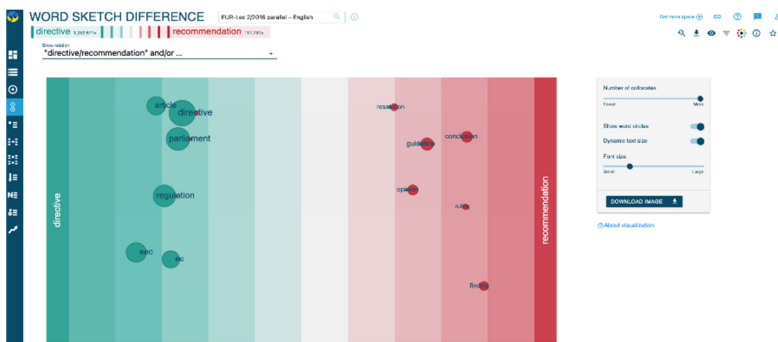 WORD SKETCH DIFFERENCE
EUR-Lex 2/2016 parallel – English
Get more space
directive
recommendation
Show relation
"directive/recommendation" and/or ...
article
directive
parliament
regulation
eec
ec
directive
resolution
guideline
conclusion
opinion
finding
recommendation
Number of collocates
Fewer
More
Show word circles
Dynamic text size
Font size
Small
Large
DOWNLOAD IMAGE
About visualization